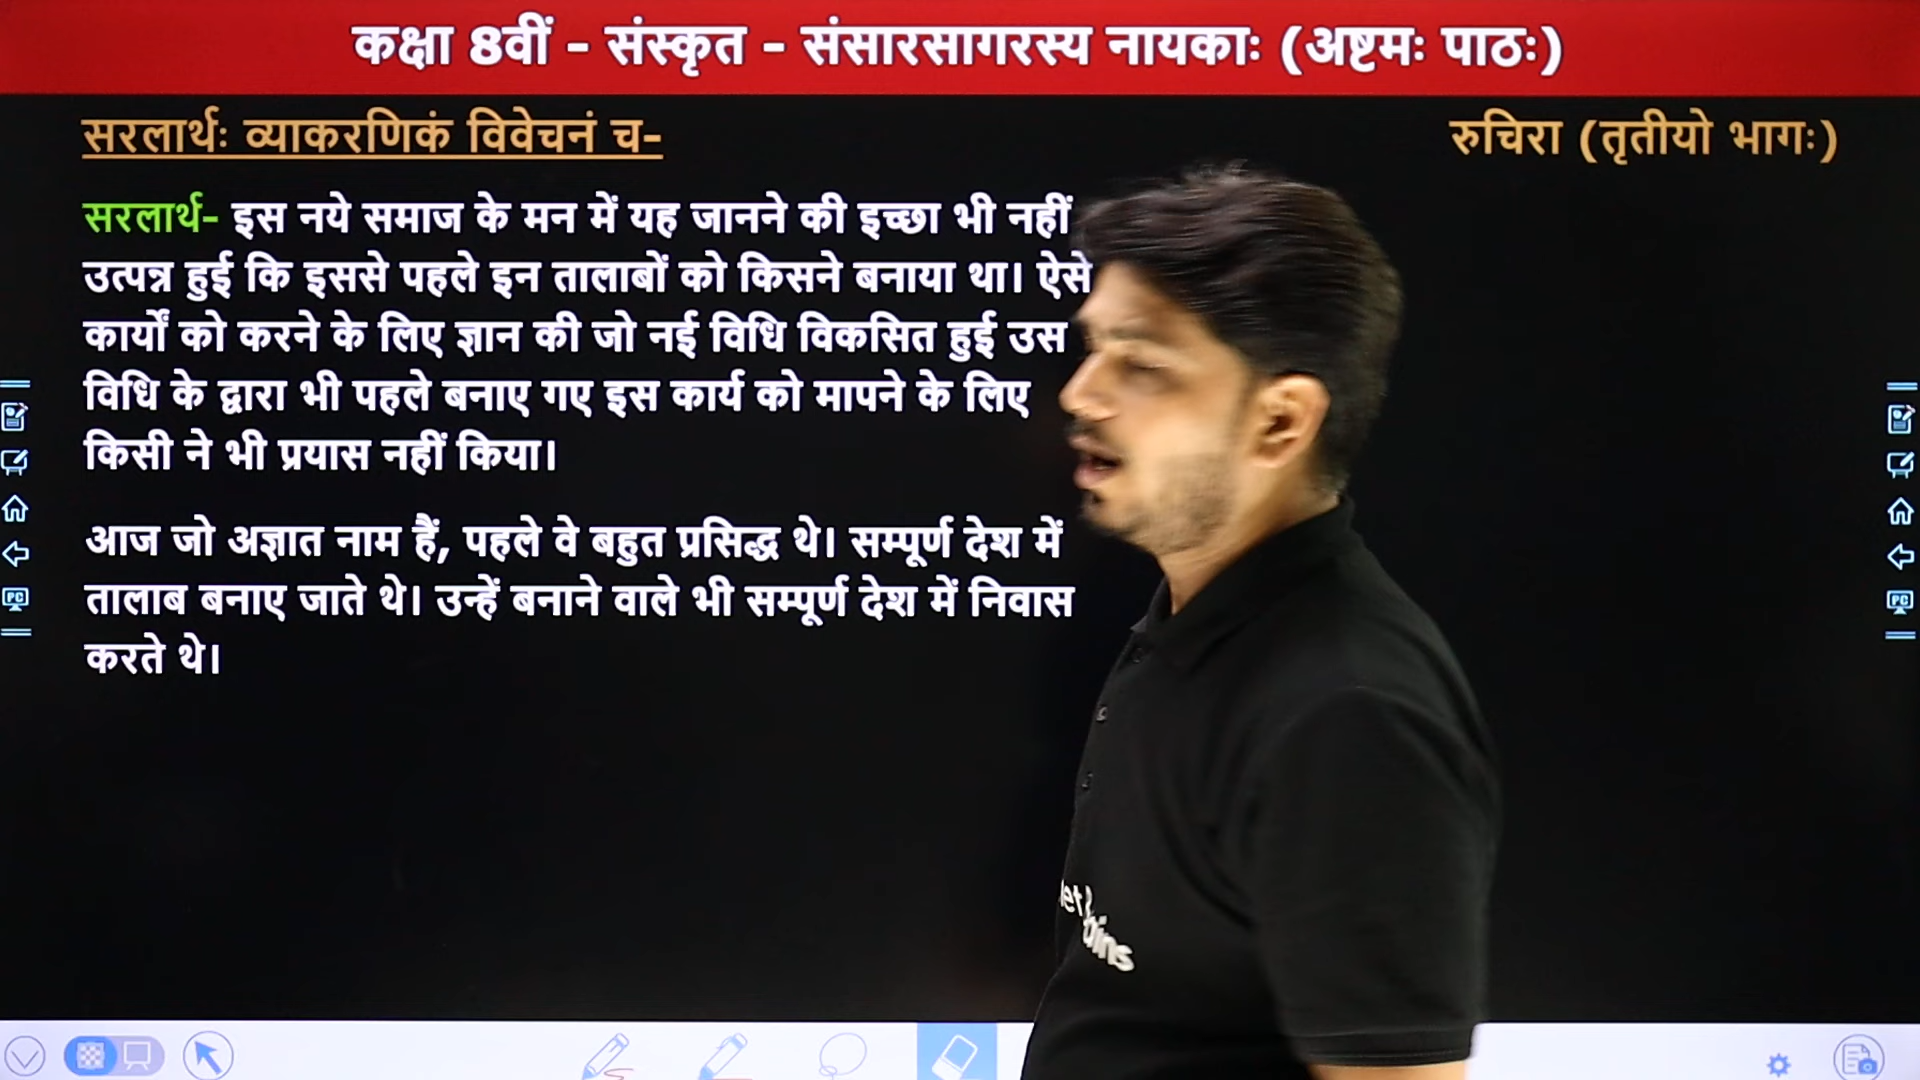 कक्षा 8वीं - संस्कृत - संसारसागरस्य नायकाः (अष्टमः पाठः)
सरलार्थः व्याकरणिकं विवेचनं च-
रुचिरा (तृतीयो भागः)
सरलार्थ- इस नये समाज के मन में यह जानने की इच्छा भी नहीं
उत्पन्न हुई कि इससे पहले इन तालाबों को किसने बनाया था। ऐसे
कार्यों को करने के लिए ज्ञान की जो नई विधि विकसित हुई उस
विधि के द्वारा भी पहले बनाए गए इस कार्य को मापने के लिए
किसी ने भी प्रयास नहीं किया।
आज जो अज्ञात नाम हैं, पहले वे बहुत प्रसिद्ध थे। सम्पूर्ण देश में
तालाब बनाए जाते थे। उन्हें बनाने वाले भी सम्पूर्ण देश में निवास
करते थे।
PC
PC